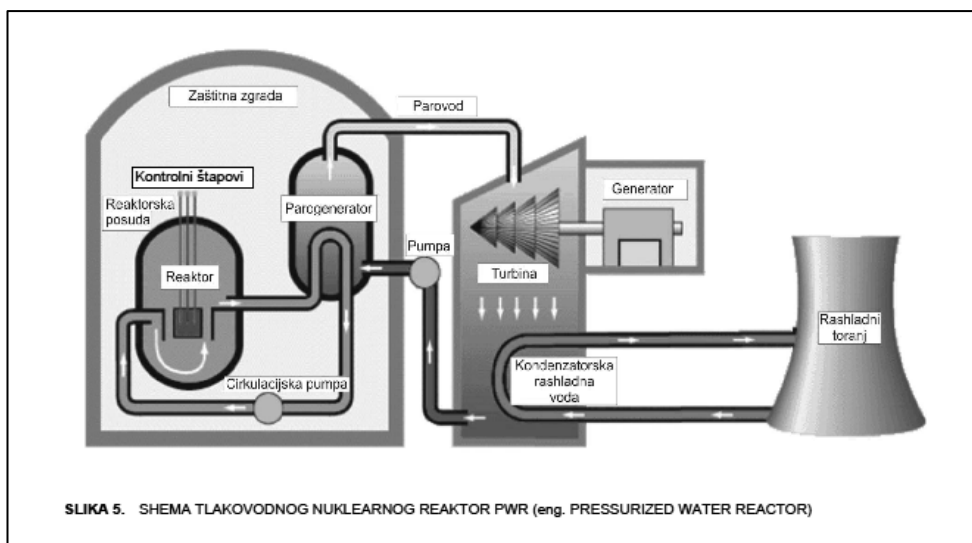 Zaštitna zgrada
Parovod
Kontrolni štapovi
Reaktorska
posuda
Parogenerator
Generator
Pumpa
Reaktor
Turbina
Rashladni
toranj
Kondenzatorska
rashladna
voda
Cirkulacijska pumpa
SLIKA 5. SHEMA TLAKOVODNOG NUKLEARNOG REAKTOR PWR (eng. PRESSURIZED WATER REACTOR)